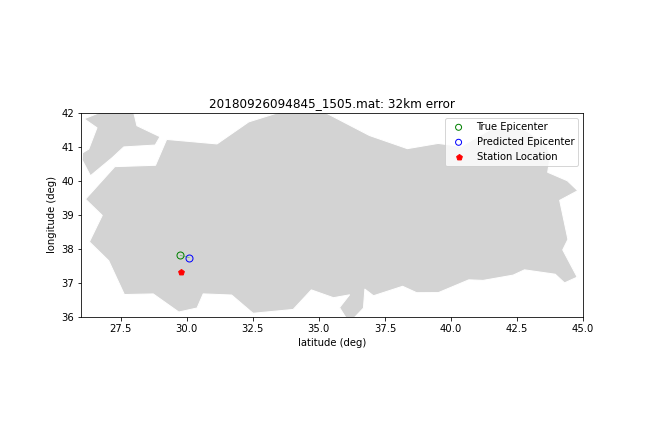 20180926094845_1505.mat: 32km error
42
41
40
39
38
37
36
longitude (deg)
27.5 30.0 32.5 35.0 37.5 40.0 42.5 45.0
latitude (deg)
True Epicenter
Predicted Epicenter
Station Location